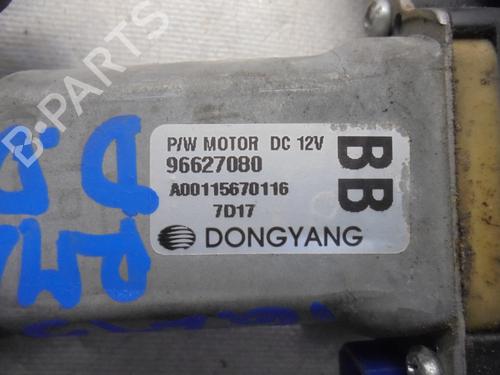 B-PARTS
P/W MOTOR DC 12V
96627080
A00115670116
7D17
DONGYANG
BB